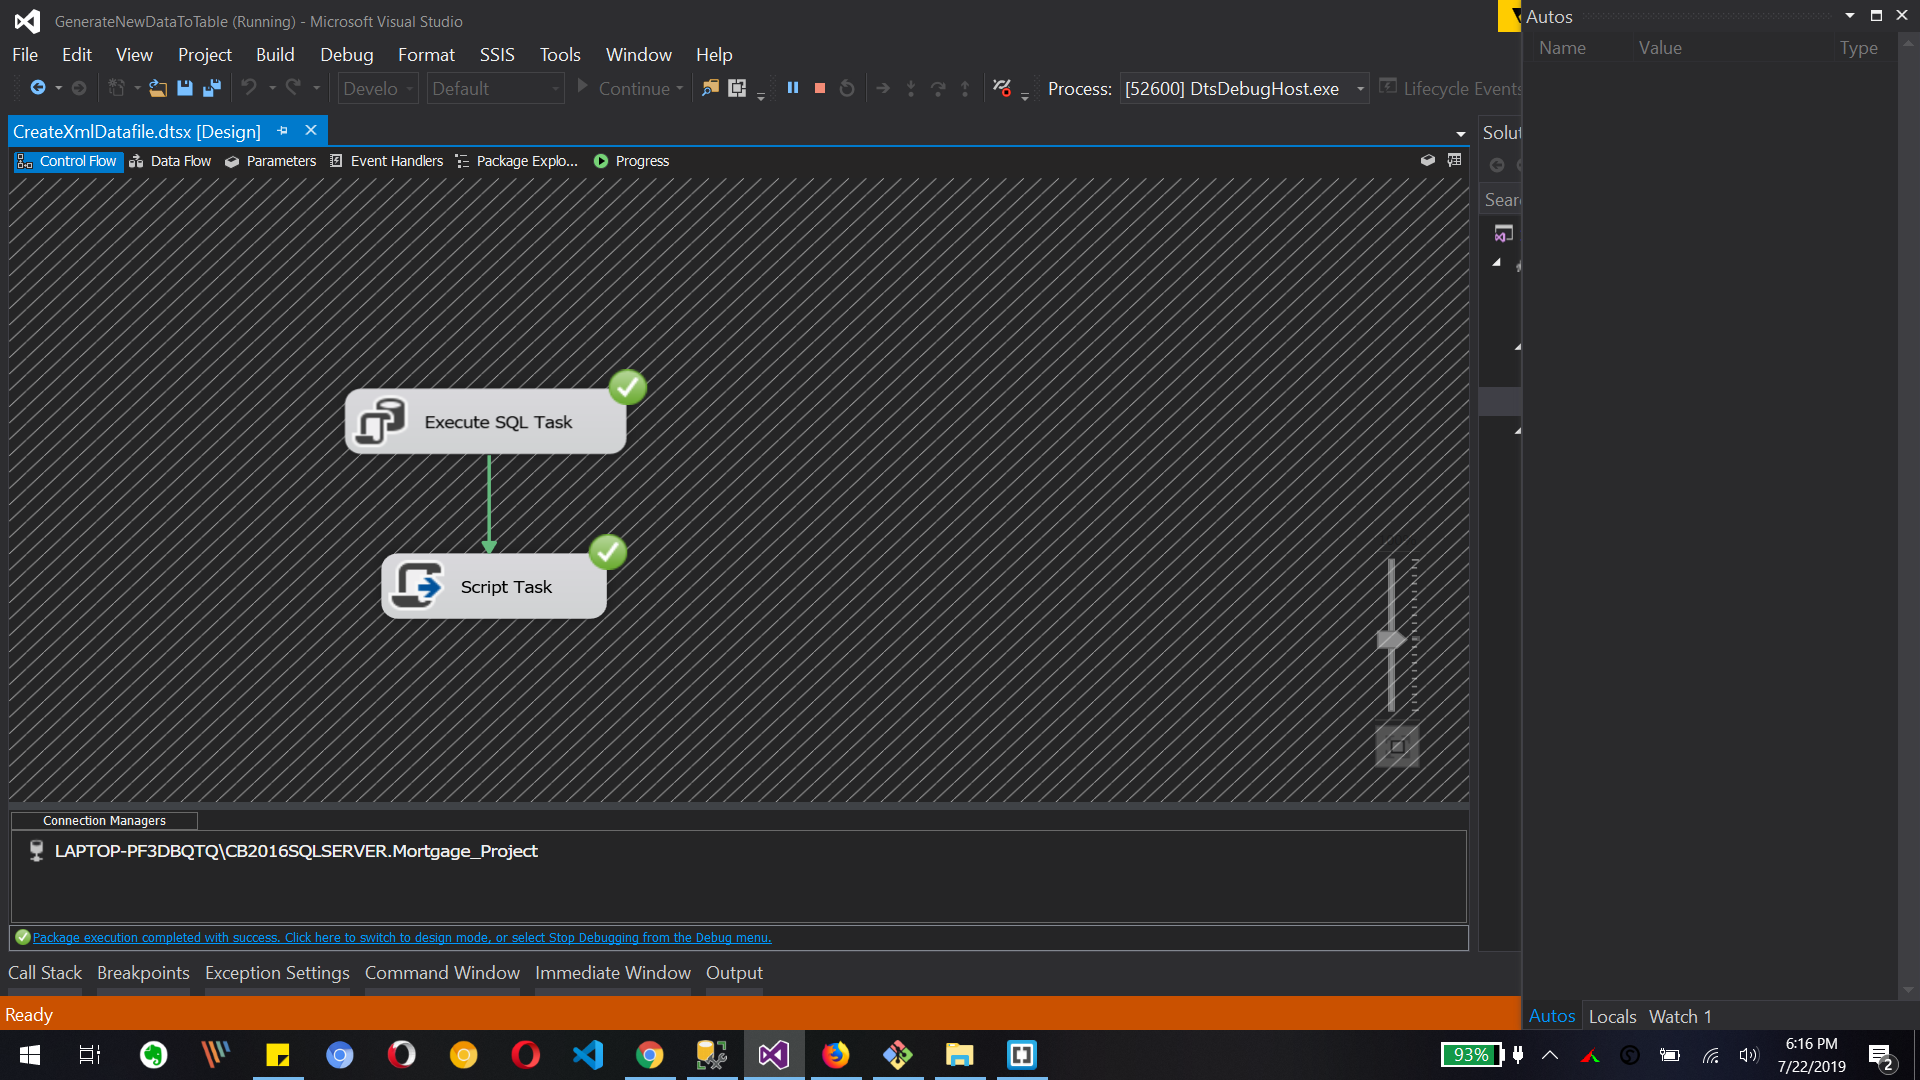 GenerateNewDataToTable (Running) - Microsoft Visual Studio
File Edit View Project Build Debug Format SSIS Tools Window Help
Develo Default Continue Process: [52600] DtsDebugHost.exe Lifecycle Events
CreateXmlDatafile.dtsx [Design]
Control Flow Data Flow Parameters Event Handlers Package Explo... Progress
Execute SQL Task
Script Task
Connection Managers
LAPTOP-PF3DBQTQ\CB2016SQLSERVER.Mortgage_Project
Package execution completed with success. Click here to switch to design mode, or select Stop Debugging from the Debug menu.
Call Stack Breakpoints Exception Settings Command Window Immediate Window Output
Ready
Solut
Sear
Autos
Name Value Type
Autos Locals Watch 1
93%
6:16 PM
7/22/2019
2